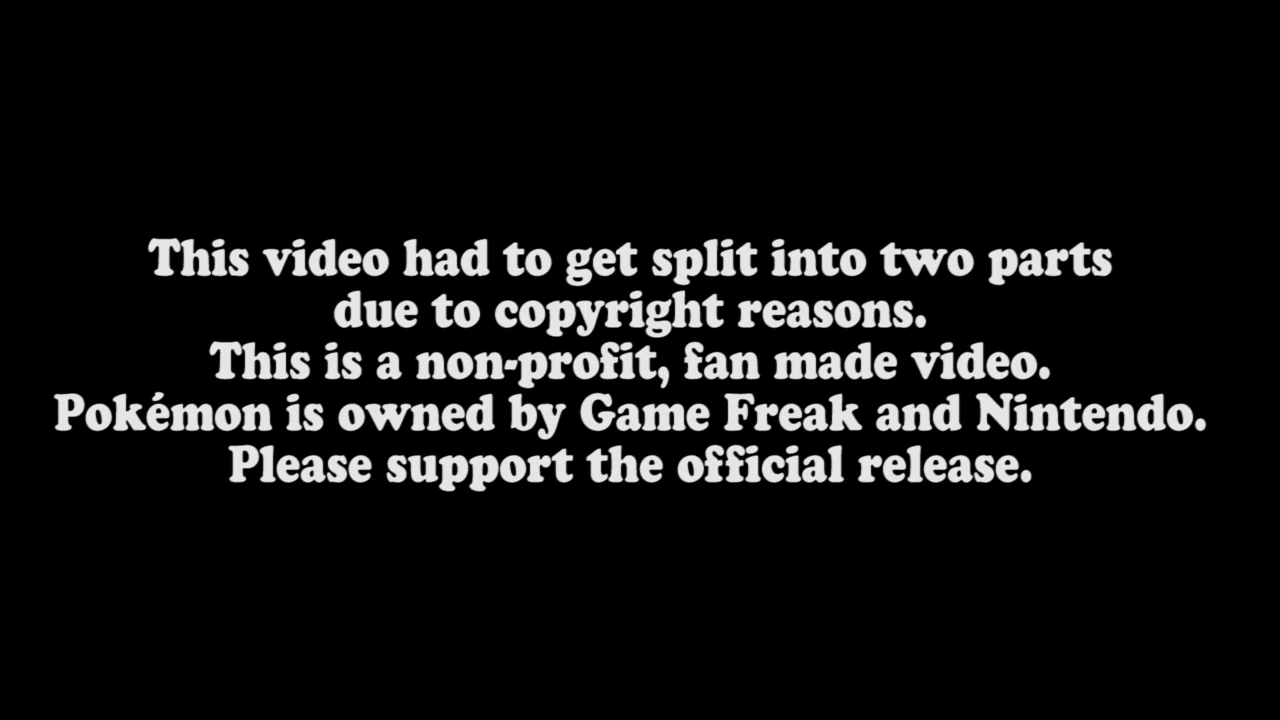 This video had to get split into two parts
due to copyright reasons.
This is a non-profit, fan made video.
Pokémon is owned by Game Freak and Nintendo.
Please support the official release.